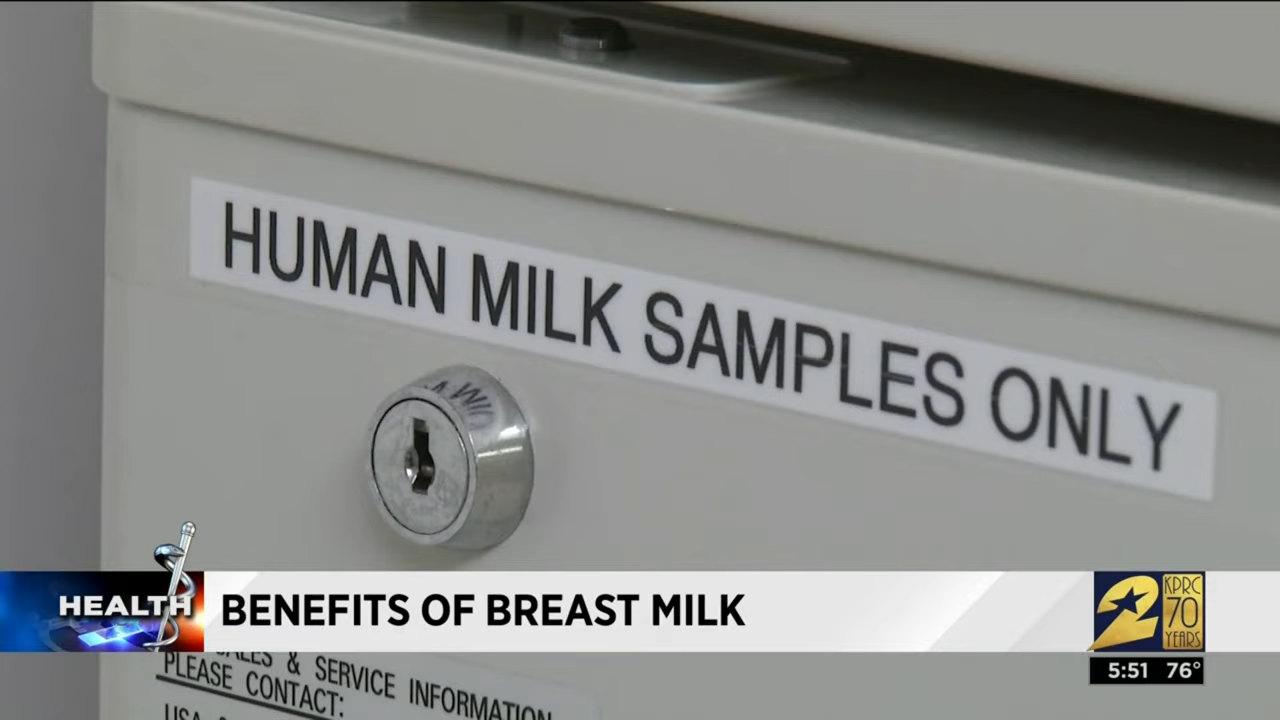 HUMAN MILK SAMPLES ONLY
HEALTH
BENEFITS OF BREAST MILK
2
KPRC
70
YEARS
5:51 76°
SALES & SERVICE INFORMATION
PLEASE CONTACT:
USA